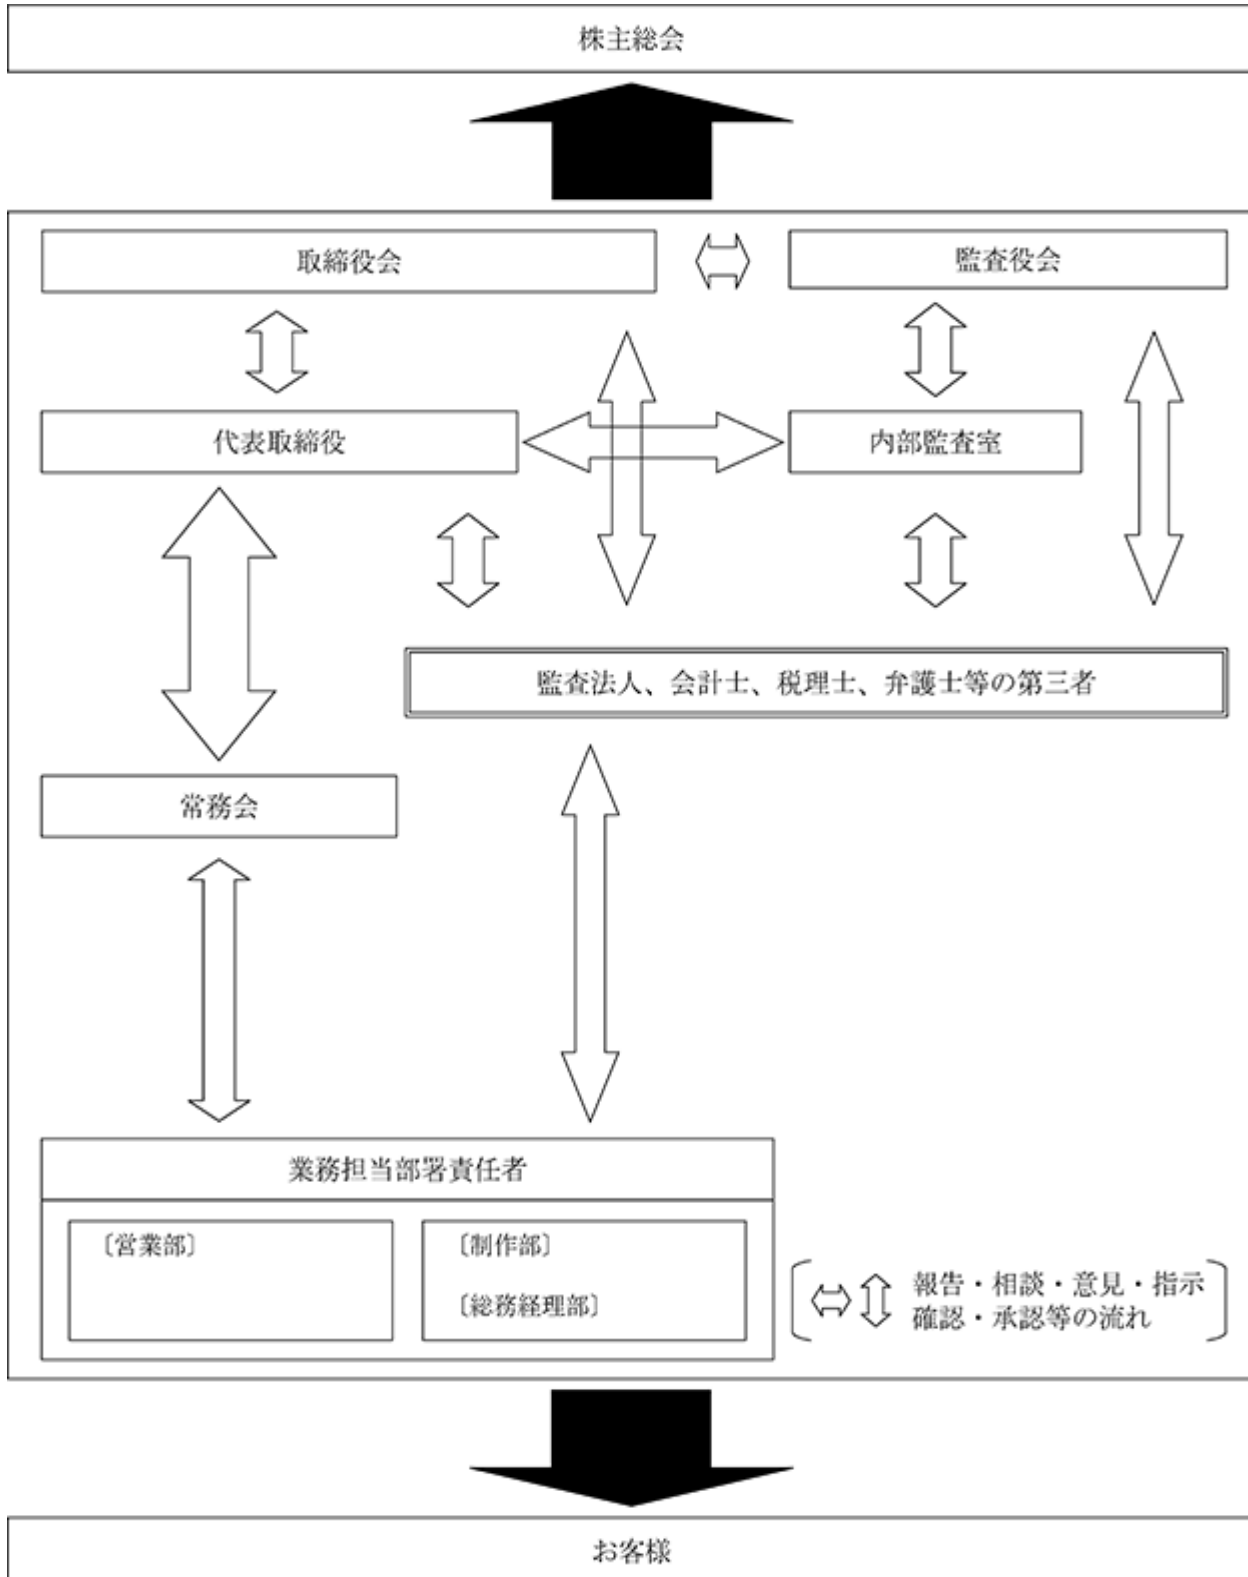 株主総会
取締役会
監査役会
代表取締役
内部監査室
監査法人、会計士、税理士、弁護士等の第三者
常務会
業務担当部署責任者
〔営業部〕
〔制作部〕
〔総務経理部〕
報告・相談・意見・指示
確認・承認等の流れ
お客様